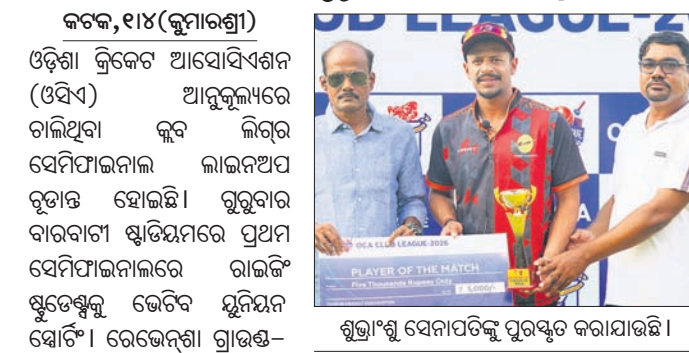 କଟକ,୧ା୪(କୁମାରଶ୍ରୀ)
ଓଡ଼ିଶା କ୍ରିକେଟ ଆସୋସିଏଶନ
(ଓସିଏ) ଆନୁକୂଲ୍ୟରେ
ଚାଲିଥିବା କ୍ଲବ ଲିଗ୍‌ର
ସେମିଫାଇନାଲ ଲାଇନଅପ
ଚୂଡାନ୍ତ ହୋଇଛି। ଗୁରୁବାର
ବାରବାଟୀ ଷ୍ଟାଡିୟମରେ ପ୍ରଥମ
ସେମିଫାଇନାଲରେ ରାଇଜିଂ
ଷ୍ଟୁଡେଣ୍ଟ୍ସକୁ ଭେଟିବ ୟୁନିୟନ
ସ୍ପୋର୍ଟିଂ। ରେଭେନ୍‌ଶା ଗ୍ରାଉଣ୍ଡ–
LEAGUE-2
OCA CLUB LEAGUE-2026
PLAYER OF THE MATCH
Five Thousands Rupees Only
₹ 5,000/-
ଶୁଭ୍ରାଂଶୁ ସେନାପତିଙ୍କୁ ପୁରସ୍କୃତ କରାଯାଉଛି।